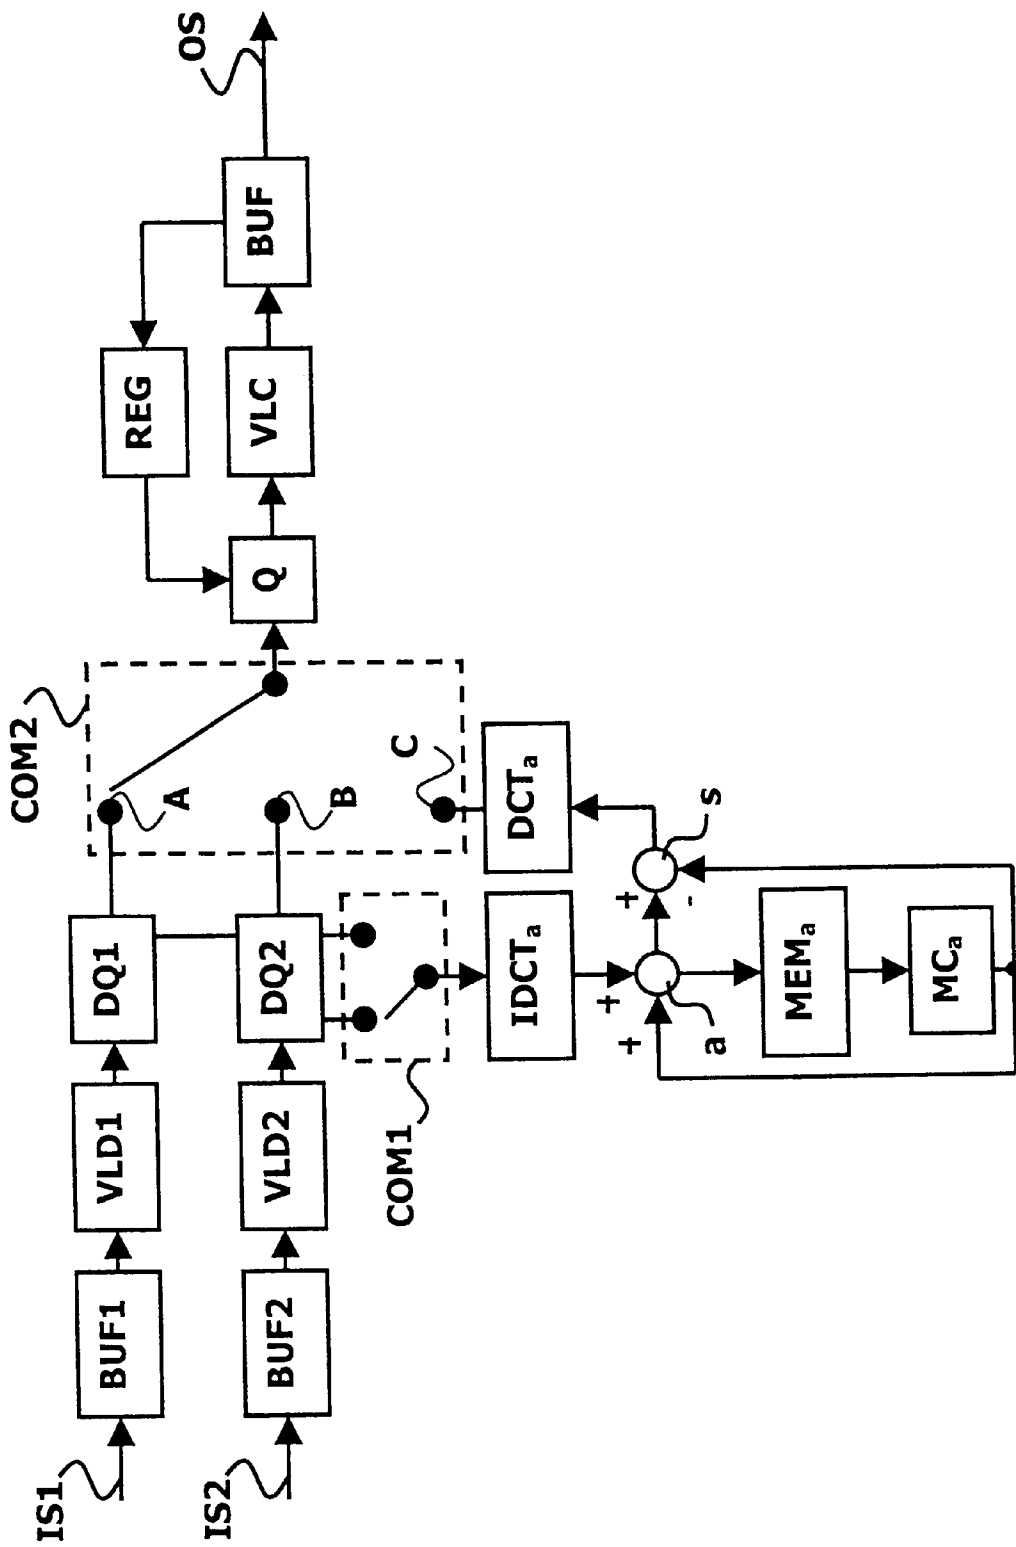 IS1
BUF1
VLD1
DQ1
A
COM2
REG
OS
IS2
BUF2
VLD2
DQ2
B
Q
VLC
BUF
COM1
C
IDCTa
DCTa
+
+
a
+
-
s
MEMa
MCa